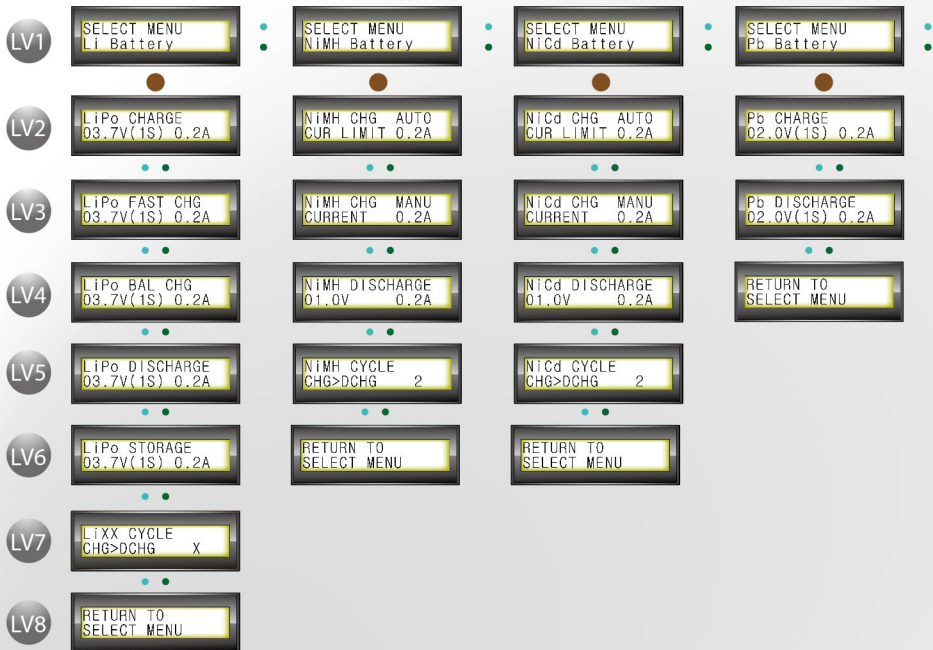 LV1
SELECT MENU
Li Battery
SELECT MENU
NiMH Battery
SELECT MENU
NiCd Battery
SELECT MENU
Pb Battery
LV2
LiPo CHARGE
03.7V(1S) 0.2A
NiMH CHG AUTO
CUR LIMIT 0.2A
NiCd CHG AUTO
CUR LIMIT 0.2A
Pb CHARGE
02.0V(1S) 0.2A
LV3
LiPo FAST CHG
03.7V(1S) 0.2A
NiMH CHG MANU
CURRENT 0.2A
NiCd CHG MANU
CURRENT 0.2A
Pb DISCHARGE
02.0V(1S) 0.2A
LV4
LiPo BAL CHG
03.7V(1S) 0.2A
NiMH DISCHARGE
01.0V 0.2A
NiCd DISCHARGE
01.0V 0.2A
RETURN TO
SELECT MENU
LV5
LiPo DISCHARGE
03.7V(1S) 0.2A
NiMH CYCLE
CHG>DCHG 2
NiCd CYCLE
CHG>DCHG 2
LV6
LiPo STORAGE
03.7V(1S) 0.2A
RETURN TO
SELECT MENU
RETURN TO
SELECT MENU
LV7
LiXX CYCLE
CHG>DCHG X
LV8
RETURN TO
SELECT MENU